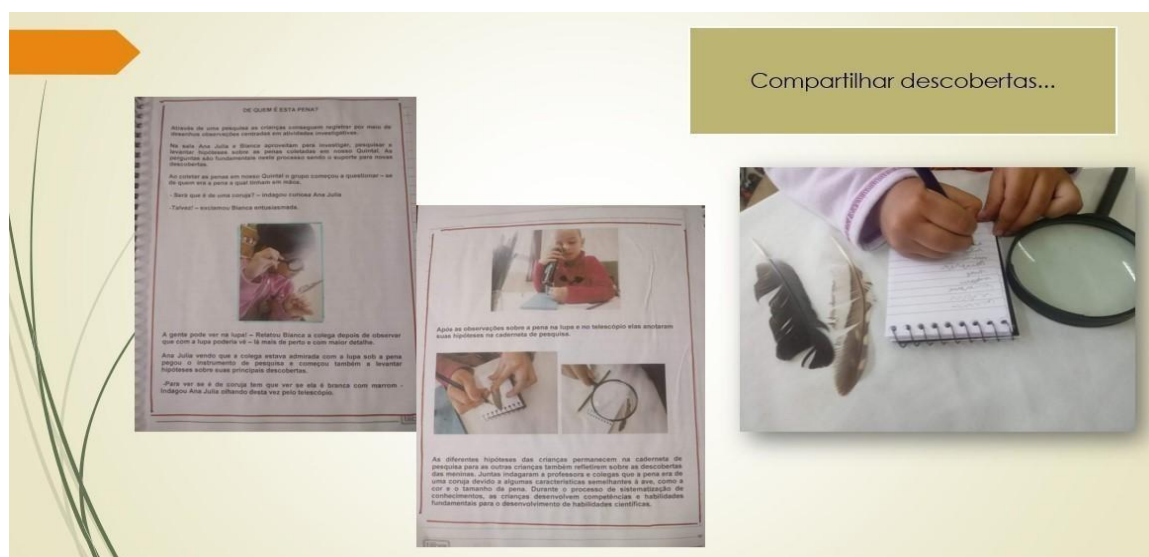 Compartilhar descobertas...
DE QUEM É ESTA PENA?
Através de uma pesquisa as crianças conseguem registrar por meio de
desenhos observações centradas em atividades investigativas.
Na sala Ana Julia e Bianca aproveitam para investigar, pesquisar e
levantar hipóteses sobre as penas coletadas em nosso Quintal. As
perguntas são fundamentais neste processo sendo o suporte para novas
descobertas.
Ao coletar as penas em nosso Quintal o grupo começou a questionar – se
de quem era a pena a qual tinham em mãos.
- Será que é de uma coruja? – indagou curiosa Ana Julia
-Talvez! – exclamou Bianca entusiasmada.
A gente pode ver na lupa! – Relatou Bianca a colega depois de observar
que com a lupa poderia vê – lá mais de perto e com maior detalhe.
Ana Julia vendo que a colega estava admirada com a lupa sob a pena
pegou o instrumento de pesquisa e começou também a levantar
hipóteses sobre suas principais descobertas.
-Para ver se é de coruja tem que ver se ela é branca com marrom -
indagou Ana Julia olhando desta vez pelo telescópio.
Após as observações sobre a pena na lupa e no telescópio elas anotaram
suas hipóteses na caderneta de pesquisa.
As diferentes hipóteses das crianças permanecem na caderneta de
pesquisa para as outras crianças também refletirem sobre as descobertas
das meninas. Juntas indagaram a professora e colegas que a pena era de
uma coruja devido a algumas características semelhantes à ave, como a
cor e o tamanho da pena. Durante o processo de sistematização de
conhecimentos, as crianças desenvolvem competências e habilidades
fundamentais para o desenvolvimento de habilidades científicas.